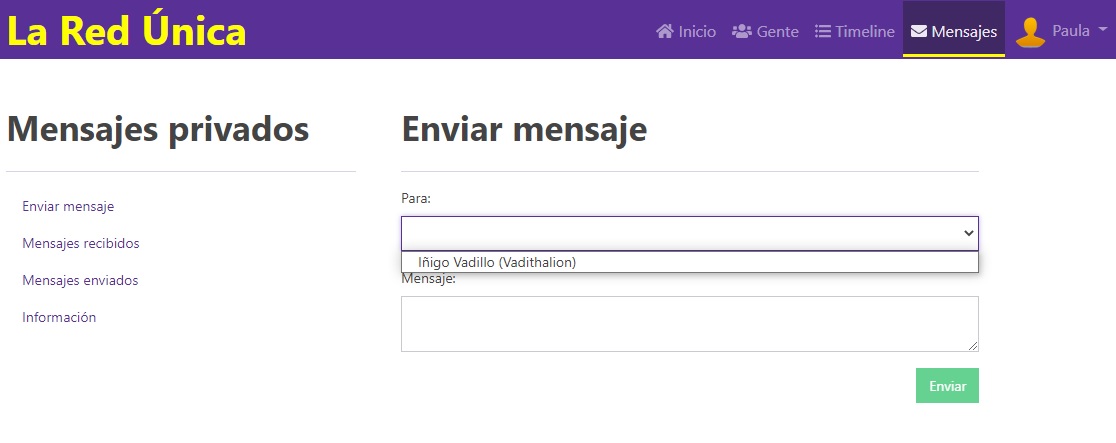 La Red Única
Inicio
Gente
Timeline
Mensajes
Paula
Mensajes privados
Enviar mensaje
Mensajes recibidos
Mensajes enviados
Información
Enviar mensaje
Para:
Iñigo Vadillo (Vadithalion)
Mensaje:
Enviar